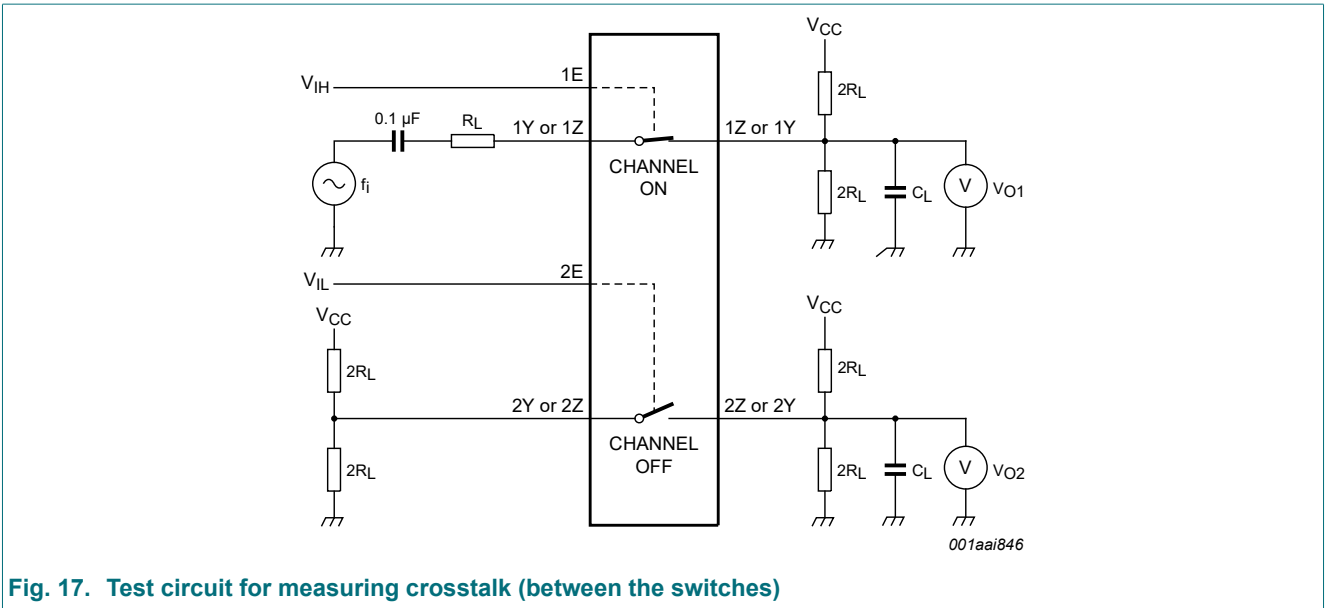 VCC
1E
VIH
2RL
0.1 µF
RL
1Y or 1Z
1Z or 1Y
CHANNEL
ON
fi
2RL
CL
V
VO1
2E
VIL
VCC
VCC
2RL
2RL
2Y or 2Z
2Z or 2Y
CHANNEL
OFF
2RL
2RL
CL
V
VO2
001aai846
Fig. 17. Test circuit for measuring crosstalk (between the switches)